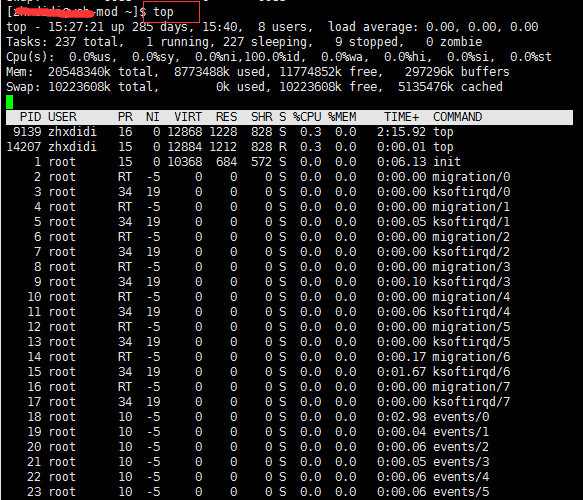 -mod ~]$ top
top - 15:27:21 up 285 days, 15:40,  8 users,  load average: 0.00, 0.00, 0.00
Tasks: 237 total,   1 running, 227 sleeping,   9 stopped,   0 zombie
Cpu(s):  0.0%us,  0.0%sy,  0.0%ni,100.0%id,  0.0%wa,  0.0%hi,  0.0%si,  0.0%st
Mem:  20548340k total,  8773488k used, 11774852k free,   297296k buffers
Swap: 10223608k total,        0k used, 10223608k free,  5135476k cached
PID USER      PR  NI  VIRT  RES  SHR S %CPU %MEM    TIME+  COMMAND
9139 zhxdidi   16   0 12868 1228  828 S  0.3  0.0   2:15.92 top
14207 zhxdidi   15   0 12884 1212  828 R  0.3  0.0   0:00.01 top
1 root      15   0 10368  684  572 S  0.0  0.0   0:06.13 init
2 root      RT  -5     0    0    0 S  0.0  0.0   0:00.00 migration/0
3 root      34  19     0    0    0 S  0.0  0.0   0:00.00 ksoftirqd/0
4 root      RT  -5     0    0    0 S  0.0  0.0   0:00.00 migration/1
5 root      34  19     0    0    0 S  0.0  0.0   0:00.05 ksoftirqd/1
6 root      RT  -5     0    0    0 S  0.0  0.0   0:00.00 migration/2
7 root      34  19     0    0    0 S  0.0  0.0   0:00.00 ksoftirqd/2
8 root      RT  -5     0    0    0 S  0.0  0.0   0:00.00 migration/3
9 root      34  19     0    0    0 S  0.0  0.0   0:00.10 ksoftirqd/3
10 root      RT  -5     0    0    0 S  0.0  0.0   0:00.00 migration/4
11 root      34  19     0    0    0 S  0.0  0.0   0:00.06 ksoftirqd/4
12 root      RT  -5     0    0    0 S  0.0  0.0   0:00.00 migration/5
13 root      34  19     0    0    0 S  0.0  0.0   0:00.00 ksoftirqd/5
14 root      RT  -5     0    0    0 S  0.0  0.0   0:00.17 migration/6
15 root      34  19     0    0    0 S  0.0  0.0   0:01.67 ksoftirqd/6
16 root      RT  -5     0    0    0 S  0.0  0.0   0:00.00 migration/7
17 root      34  19     0    0    0 S  0.0  0.0   0:00.00 ksoftirqd/7
18 root      10  -5     0    0    0 S  0.0  0.0   0:02.98 events/0
19 root      10  -5     0    0    0 S  0.0  0.0   0:00.04 events/1
20 root      10  -5     0    0    0 S  0.0  0.0   0:00.06 events/2
21 root      10  -5     0    0    0 S  0.0  0.0   0:00.05 events/3
22 root      10  -5     0    0    0 S  0.0  0.0   0:00.06 events/4
23 root      10  -5     0    0    0 S  0.0  0.0   0:00.06 events/5